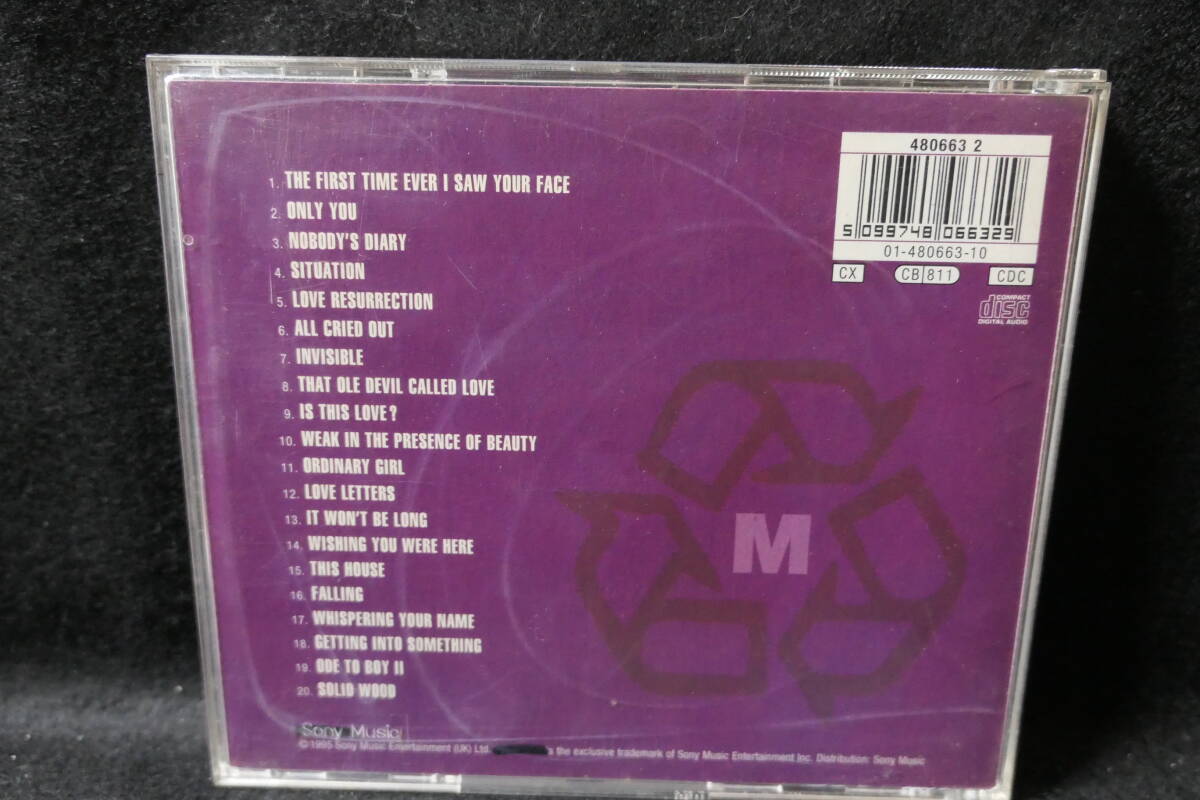 1. THE FIRST TIME EVER I SAW YOUR FACE
2. ONLY YOU
3. NOBODY'S DIARY
4. SITUATION
5. LOVE RESURRECTION
6. ALL CRIED OUT
7. INVISIBLE
8. THAT OLE DEVIL CALLED LOVE
9. IS THIS LOVE?
10. WEAK IN THE PRESENCE OF BEAUTY
11. ORDINARY GIRL
12. LOVE LETTERS
13. IT WON'T BE LONG
14. WISHING YOU WERE HERE
15. THIS HOUSE
16. FALLING
17. WHISPERING YOUR NAME
18. GETTING INTO SOMETHING
19. ODE TO BOY II
20. SOLID WOOD
480663 2
5 099748 066329
01-480663-10
CX CB 811 CDC
COMPACT
disc
DIGITAL AUDIO
M
Sony Music
©1995 Sony Music Entertainment (UK) Ltd. is the exclusive trademark of Sony Music Entertainment Inc. Distribution: Sony Music